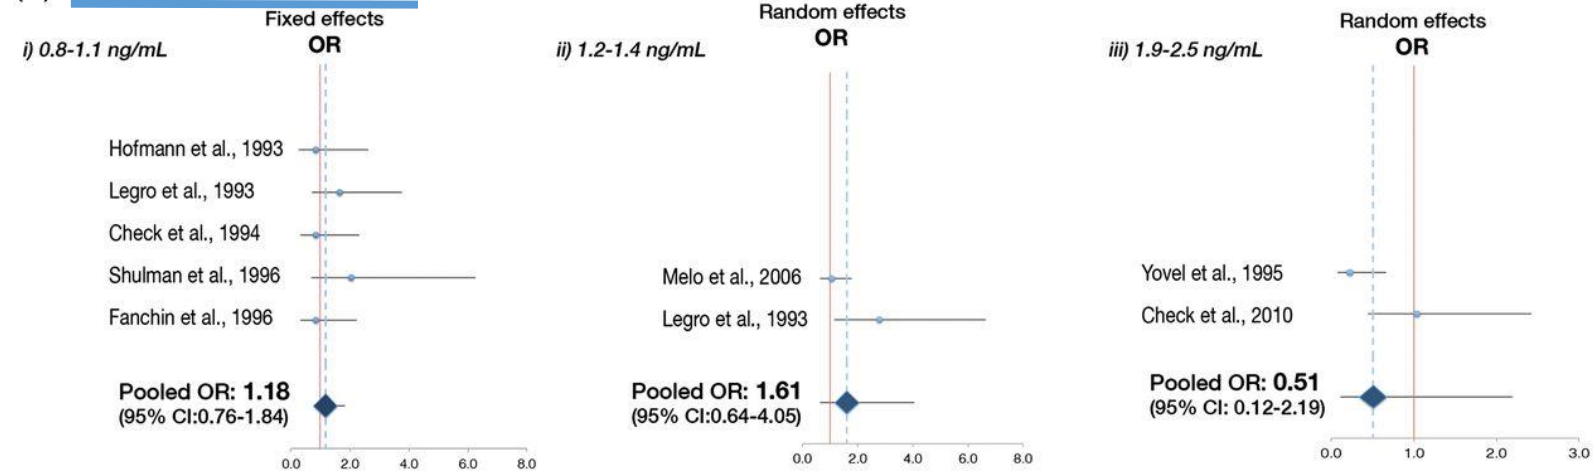 Fixed effects
OR
i) 0.8-1.1 ng/mL
Hofmann et al., 1993
Legro et al., 1993
Check et al., 1994
Shulman et al., 1996
Fanchin et al., 1996
Pooled OR: 1.18
(95% CI:0.76-1.84)
0.0 2.0 4.0 6.0 8.0
Random effects
OR
ii) 1.2-1.4 ng/mL
Melo et al., 2006
Legro et al., 1993
Pooled OR: 1.61
(95% CI:0.64-4.05)
0.0 2.0 4.0 6.0 8.0
Random effects
OR
iii) 1.9-2.5 ng/mL
Yovel et al., 1995
Check et al., 2010
Pooled OR: 0.51
(95% CI: 0.12-2.19)
0.0 1.0 2.0 3.0